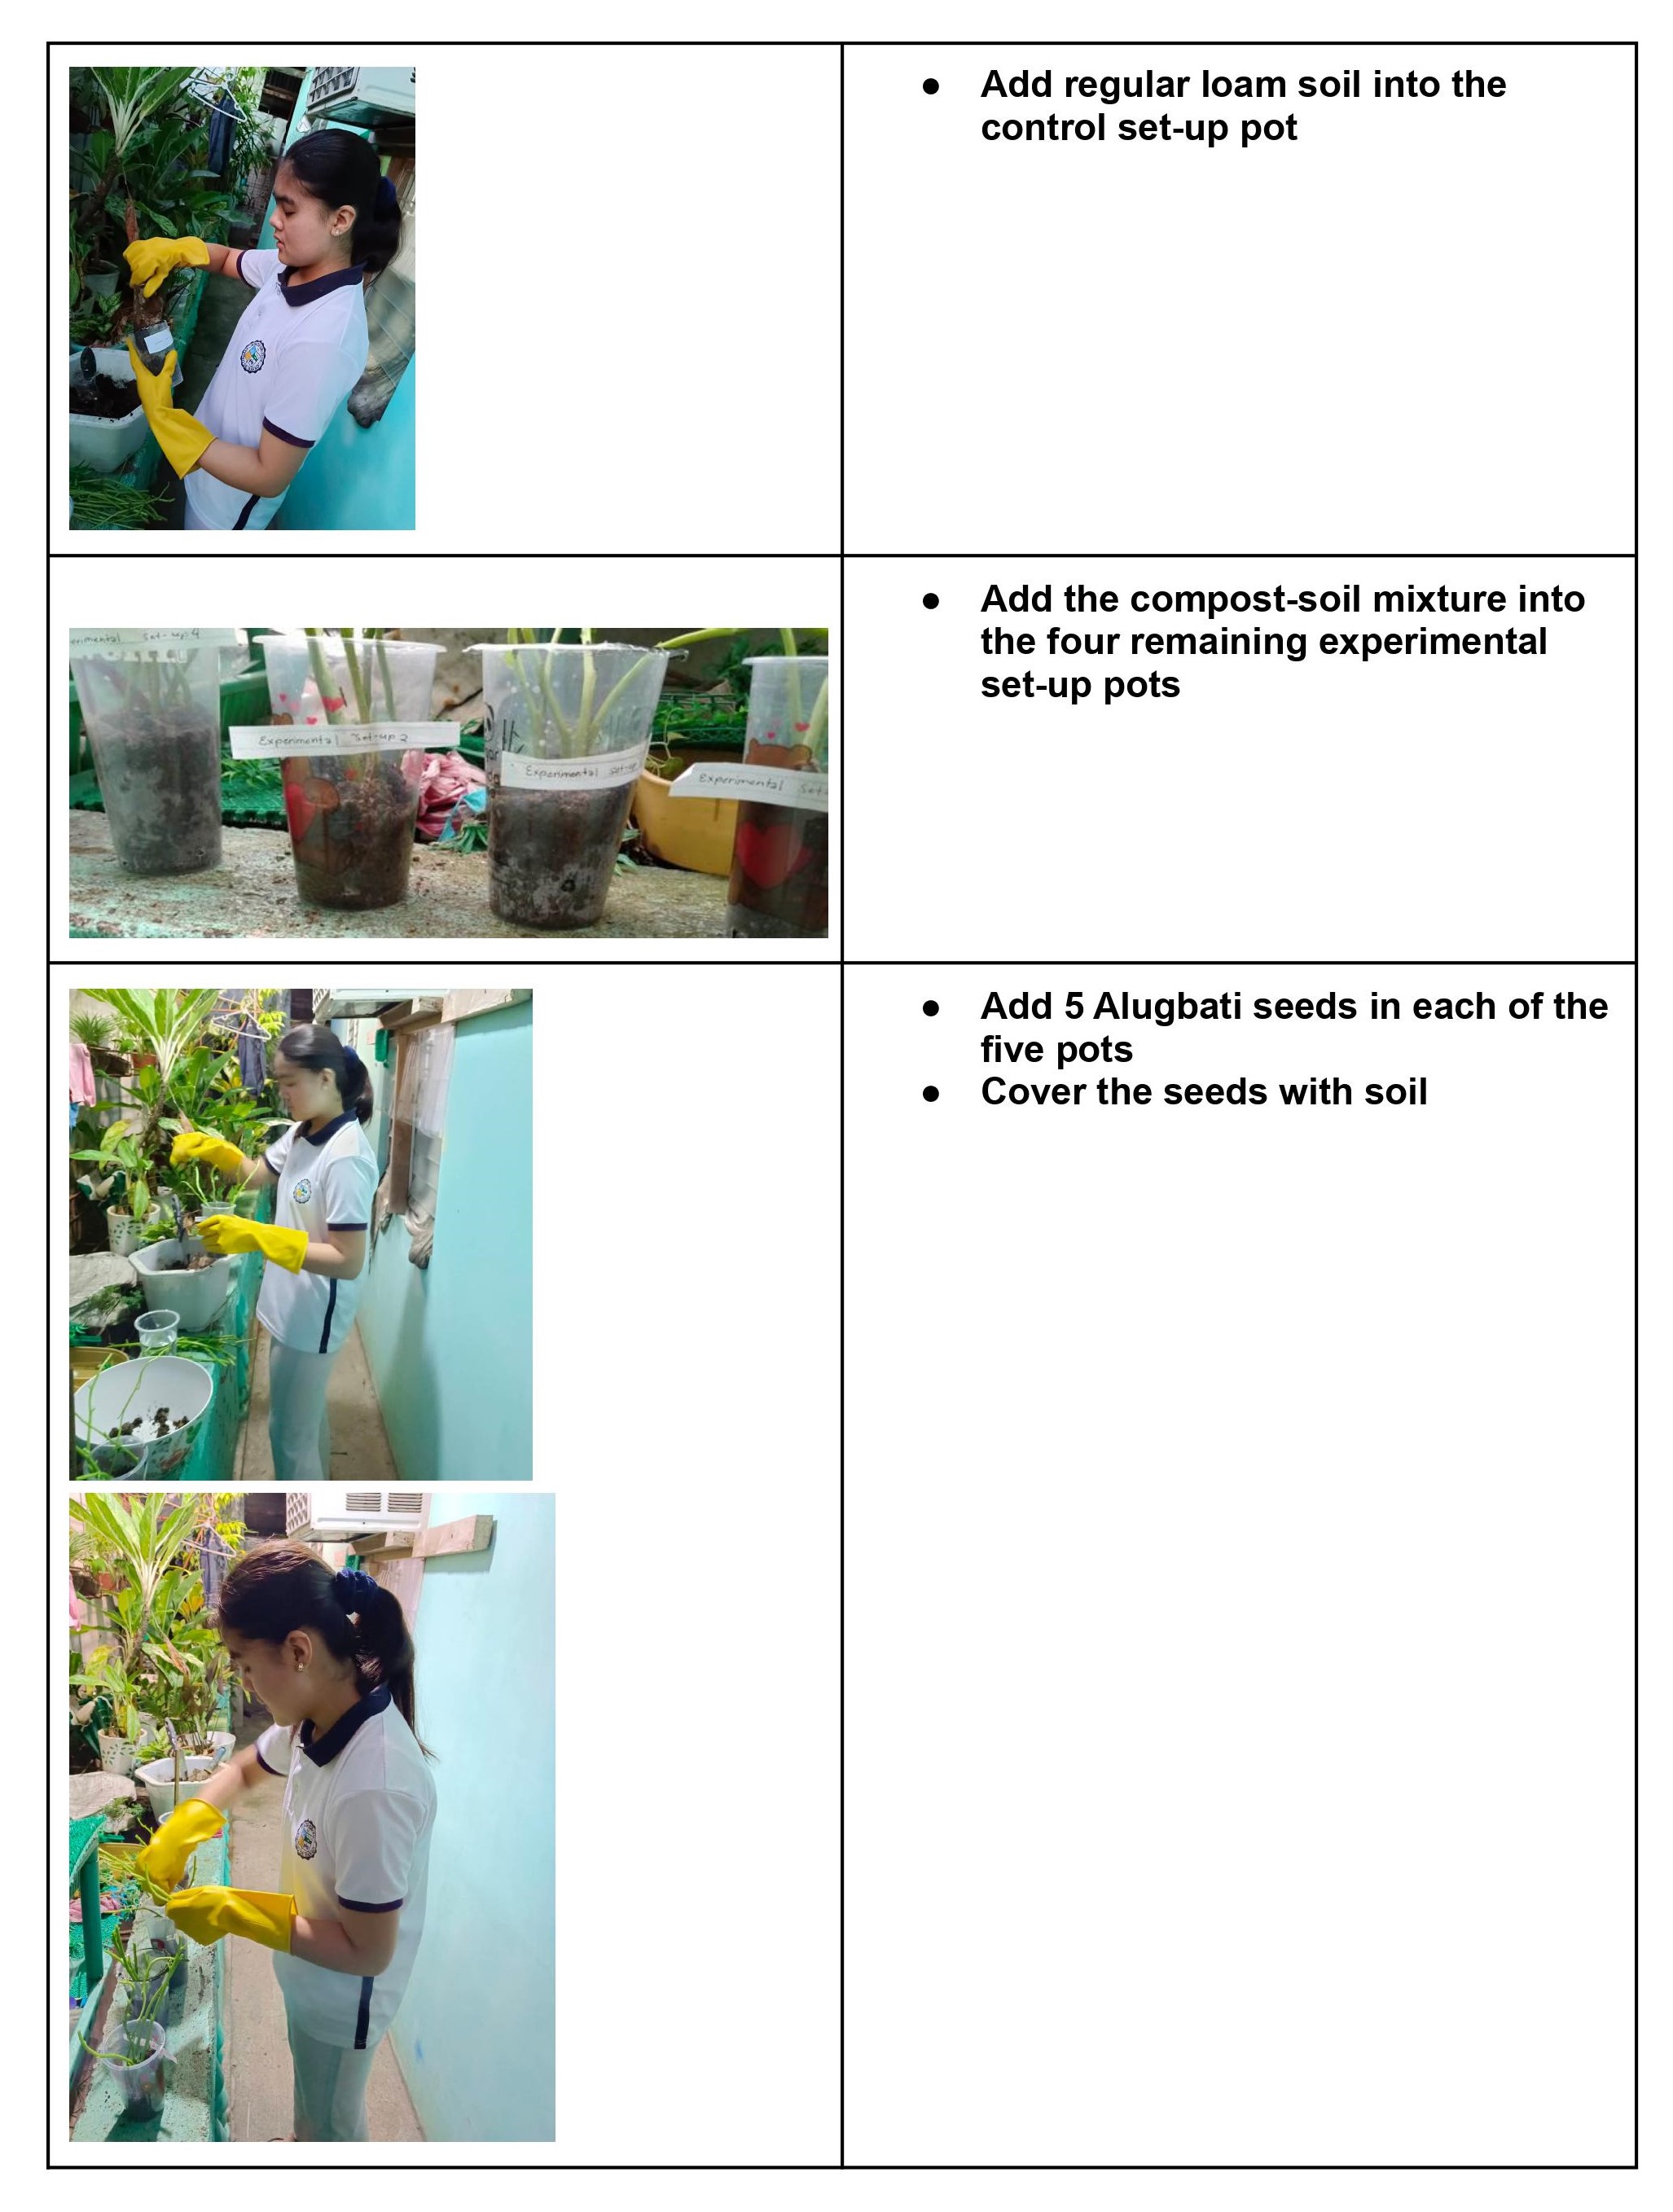 ● Add regular loam soil into the
control set-up pot
● Add the compost-soil mixture into
the four remaining experimental
set-up pots
Set-up 4
Experimental Set-up 2
Experimental Set-up
Experimental Set-
● Add 5 Alugbati seeds in each of the
five pots
● Cover the seeds with soil